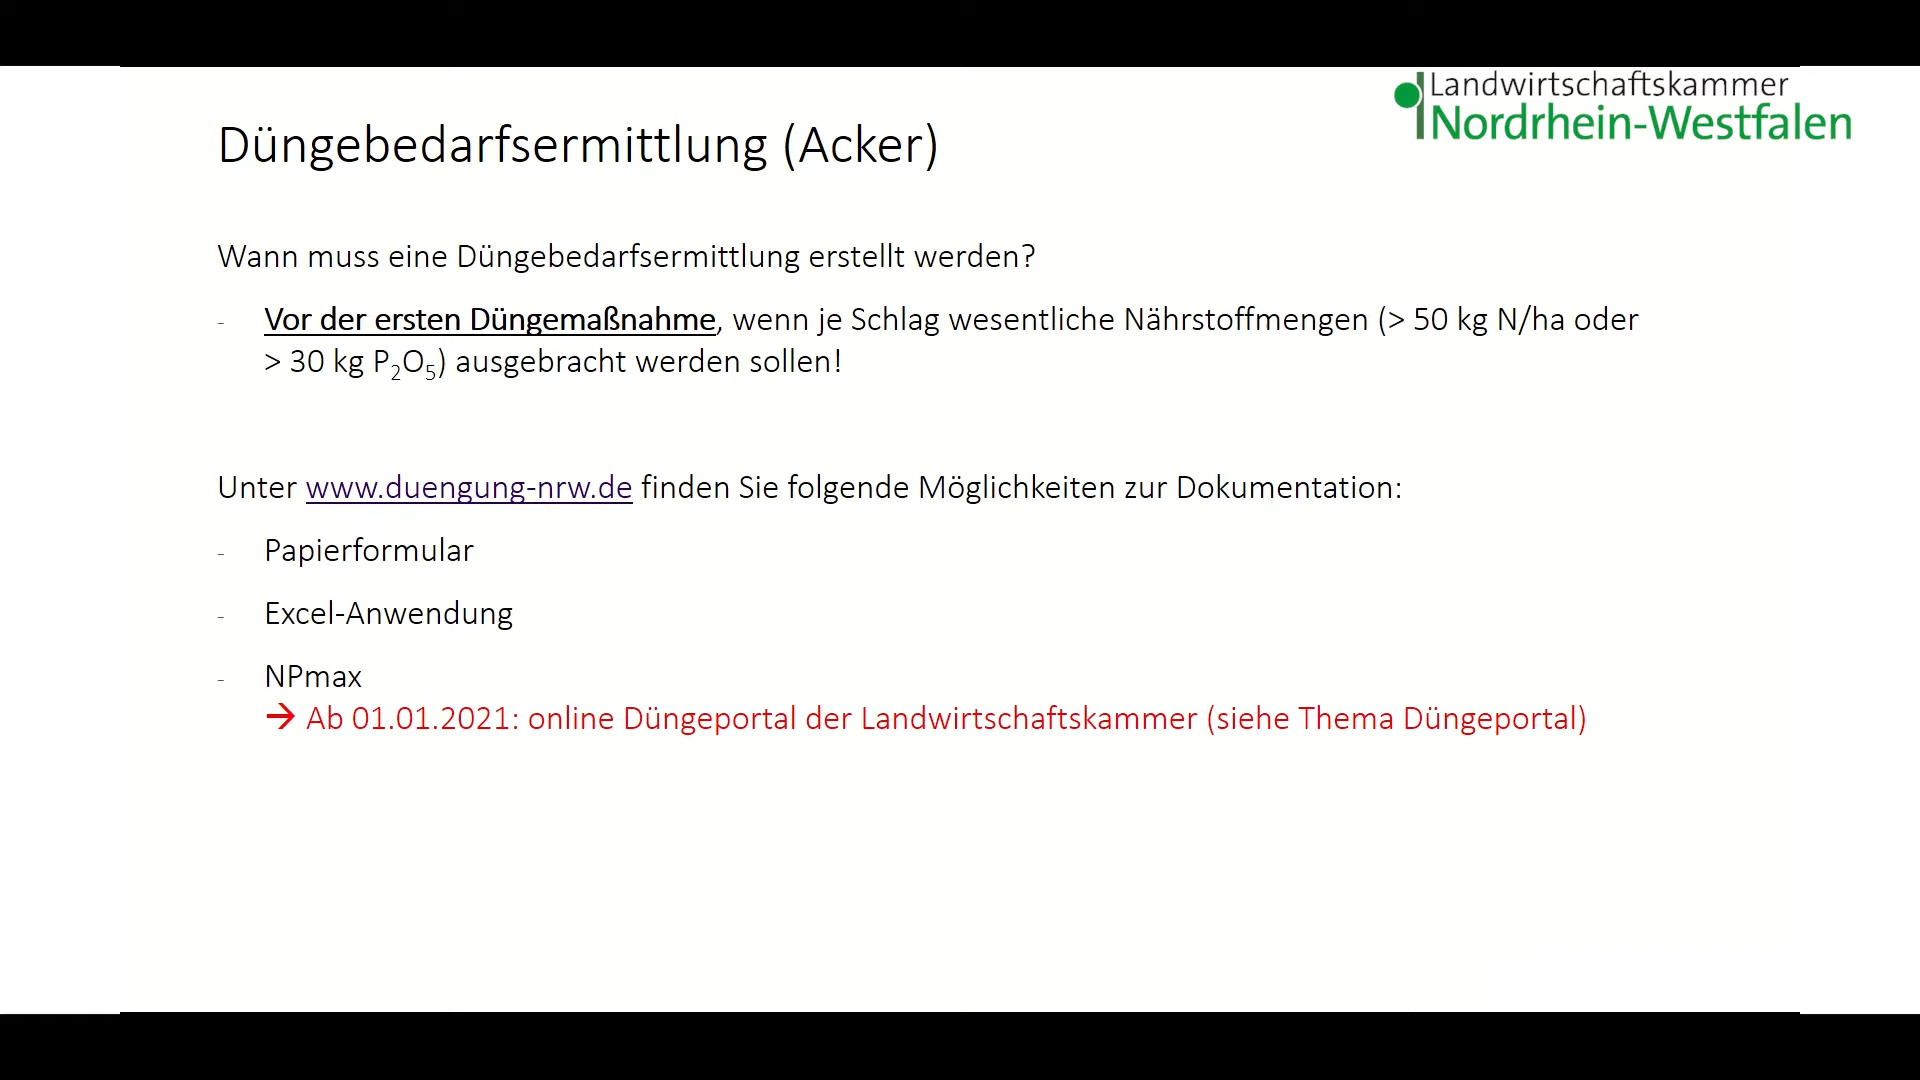 Landwirtschaftskammer
Nordrhein-Westfalen
Düngebedarfsermittlung (Acker)
Wann muss eine Düngebedarfsermittlung erstellt werden?
- Vor der ersten Düngemaßnahme, wenn je Schlag wesentliche Nährstoffmengen (> 50 kg N/ha oder
> 30 kg P₂O₅) ausgebracht werden sollen!
Unter www.duengung-nrw.de finden Sie folgende Möglichkeiten zur Dokumentation:
- Papierformular
- Excel-Anwendung
- NPmax
→ Ab 01.01.2021: online Düngeportal der Landwirtschaftskammer (siehe Thema Düngeportal)